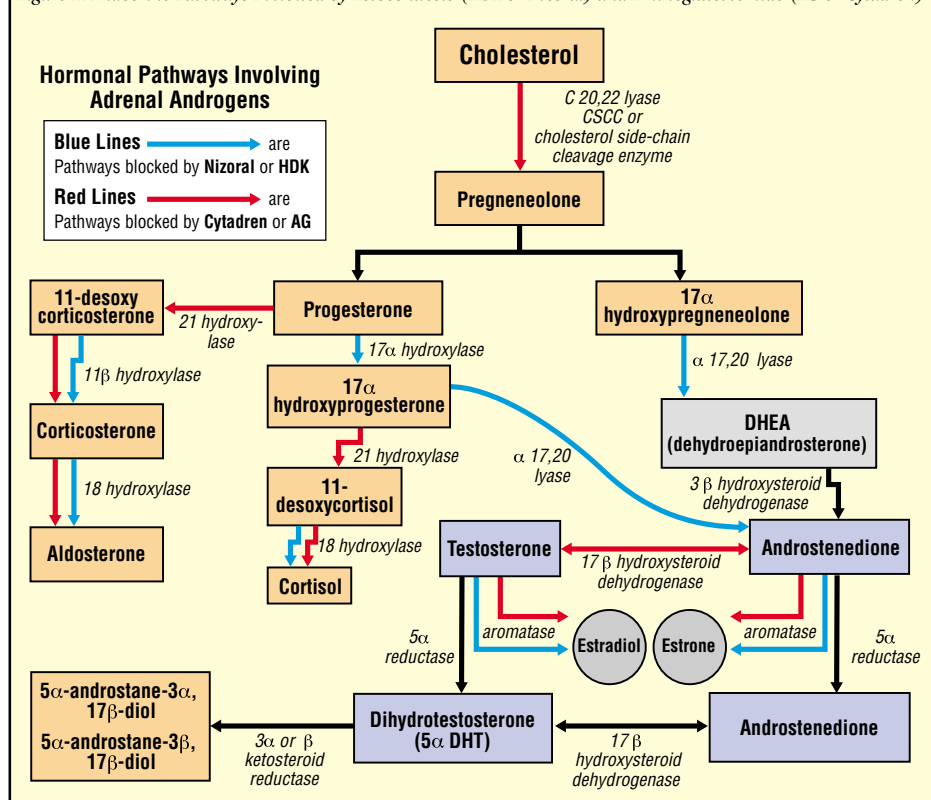 Cholesterol
Hormonal Pathways Involving
Adrenal Androgens
Blue Lines are
Pathways blocked by Nizoral or HDK
Red Lines are
Pathways blocked by Cytadren or AG
C 20,22 lyase
CSCC or
cholesterol side-chain
cleavage enzyme
Pregneneolone
11-desoxy
corticosterone
21 hydroxy-
lase
Progesterone
17α
hydroxypregneneolone
17α hydroxylase
α 17,20 lyase
11β hydroxylase
17α
hydroxyprogesterone
DHEA
(dehydroepiandrosterone)
Corticosterone
21 hydroxylase
α 17,20
lyase
3 β hydroxysteroid
dehydrogenase
18 hydroxylase
11-
desoxycortisol
Aldosterone
18 hydroxylase
Cortisol
Testosterone
17 β hydroxysteroid
dehydrogenase
Androstenedione
aromatase
Estradiol
Estrone
aromatase
5α
reductase
5α
reductase
5α-androstane-3α,
17β-diol
5α-androstane-3β,
17β-diol
3α or β
ketosteroid
reductase
Dihydrotestosterone
(5α DHT)
17 β
hydroxysteroid
dehydrogenase
Androstenedione